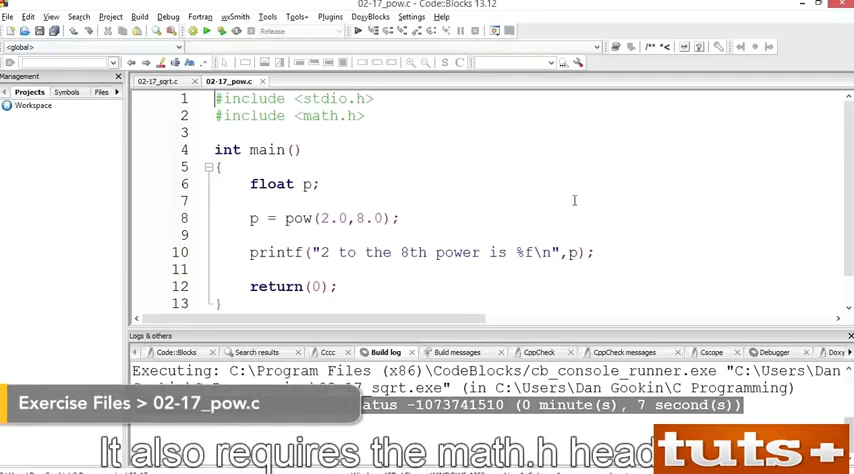 02-17_pow.c - Code::Blocks 13.12
File Edit View Search Project Build Debug Fortran wxSmith Tools Tools+ Plugins DoxyBlocks Settings Help
Release
<global>
Management
02-17_sqrt.c 02-17_pow.c
Projects Symbols Files
Workspace
1 #include <stdio.h>
2 #include <math.h>
3
4 int main()
5 {
6 float p;
7
8 p = pow(2.0,8.0);
9
10 printf("2 to the 8th power is %f\n",p);
11
12 return(0);
13 }
Logs & others
Code::Blocks Search results Cccc Build log Build messages CppCheck CppCheck messages Cscope Debugger Doxy
Executing: C:\Program Files (x86)\CodeBlocks/cb_console_runner.exe "C:\Users\Dan
02-17_sqrt.exe" (in C:\Users\Dan Gookin\C Programming)
atus -1073741510 (0 minute(s), 7 second(s))
Exercise Files > 02-17_pow.c
It also requires the math.h head
tuts+